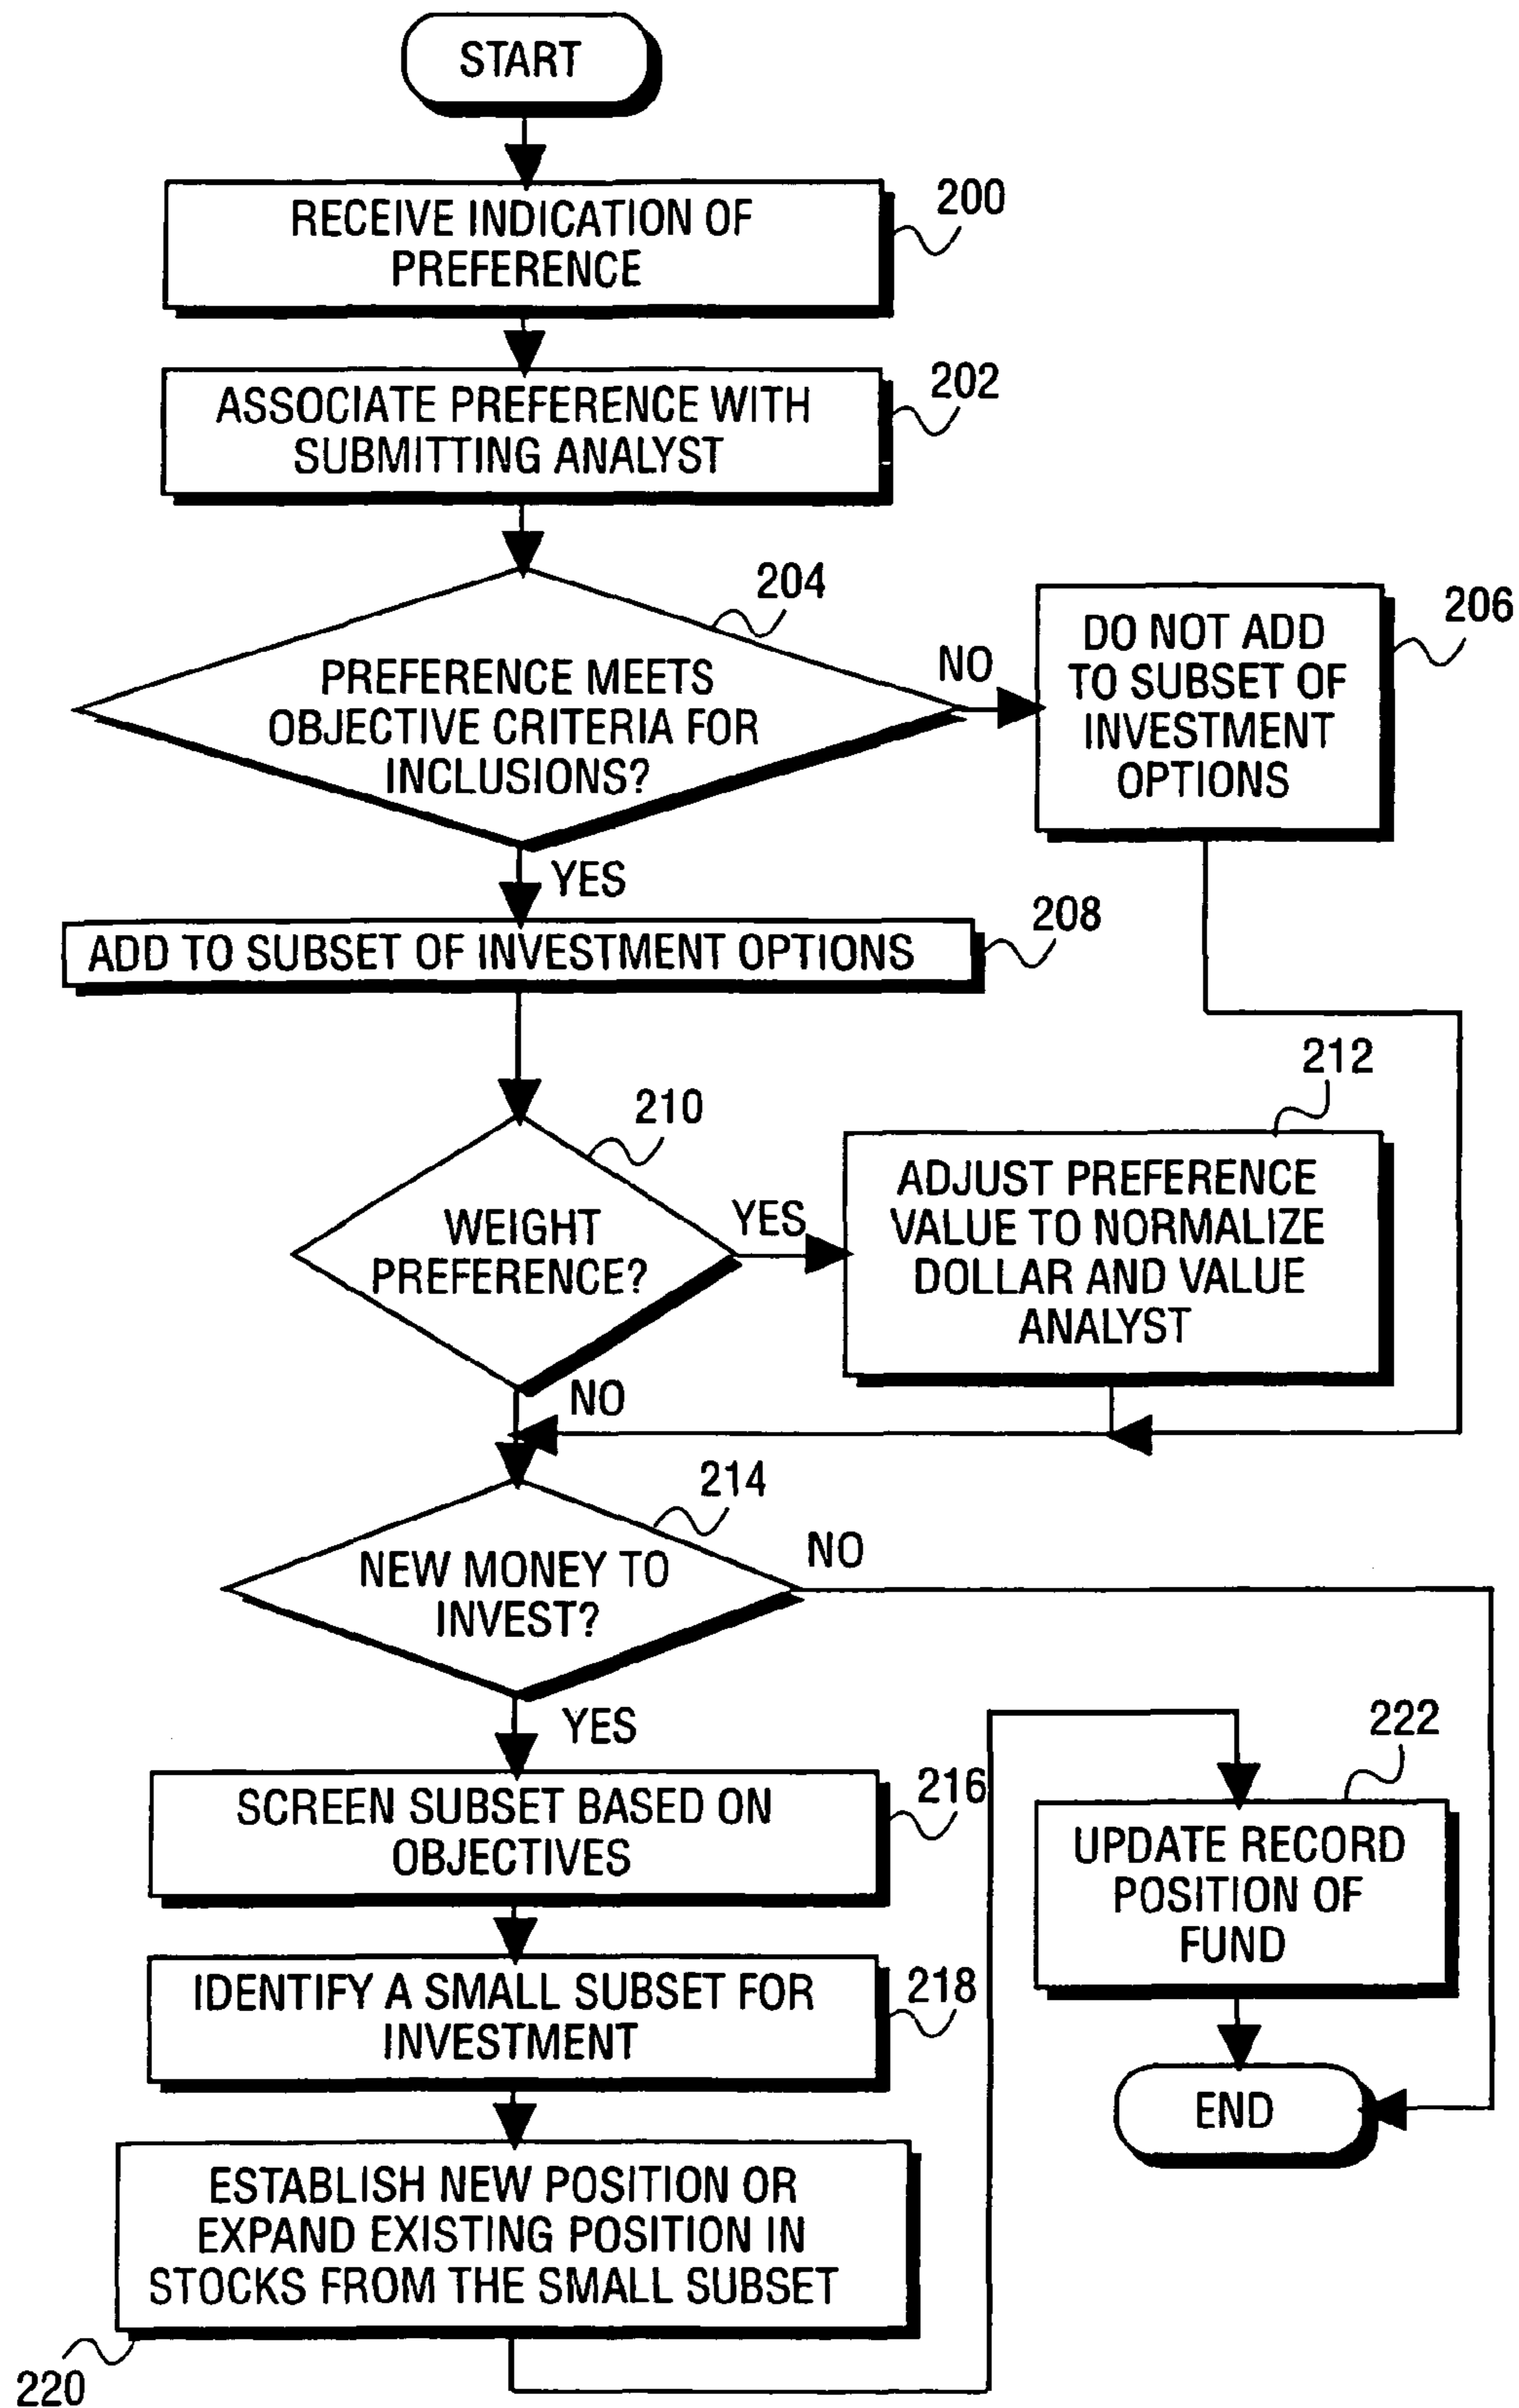 START
RECEIVE INDICATION OF
PREFERENCE
200
ASSOCIATE PREFERENCE WITH
SUBMITTING ANALYST
202
204
PREFERENCE MEETS
OBJECTIVE CRITERIA FOR
INCLUSIONS?
NO
DO NOT ADD
TO SUBSET OF
INVESTMENT
OPTIONS
206
YES
ADD TO SUBSET OF INVESTMENT OPTIONS
208
210
WEIGHT
PREFERENCE?
YES
212
ADJUST PREFERENCE
VALUE TO NORMALIZE
DOLLAR AND VALUE
ANALYST
NO
214
NEW MONEY TO
INVEST?
NO
YES
SCREEN SUBSET BASED ON
OBJECTIVES
216
IDENTIFY A SMALL SUBSET FOR
INVESTMENT
218
ESTABLISH NEW POSITION OR
EXPAND EXISTING POSITION IN
STOCKS FROM THE SMALL SUBSET
220
222
UPDATE RECORD
POSITION OF
FUND
END